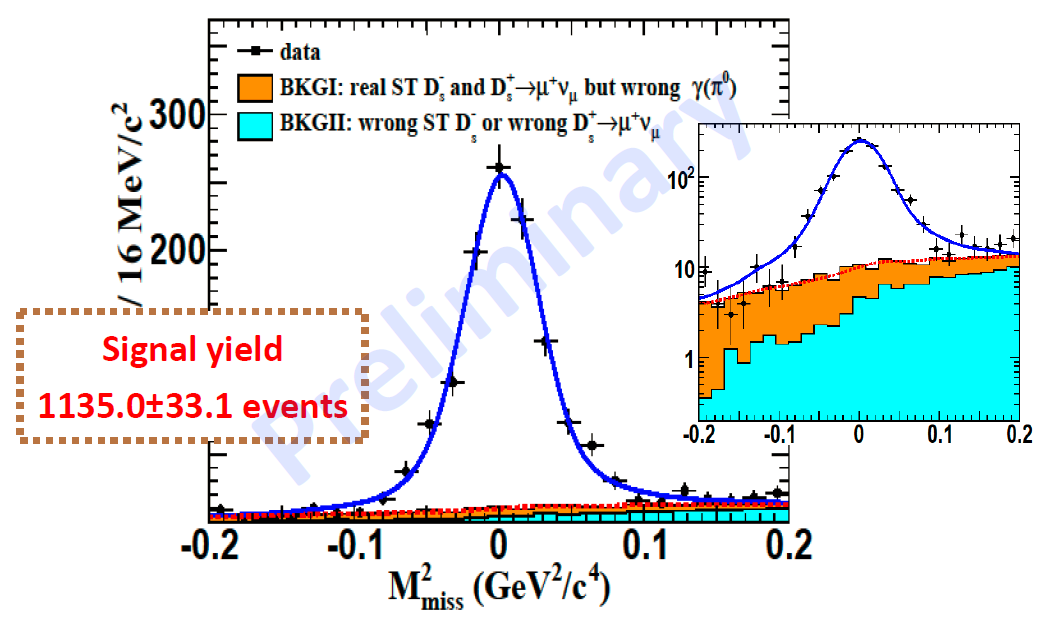 data
BKGI: real ST D_s^- and D_s^+→μ^+ν_μ but wrong γ(π^0)
BKGII: wrong ST D_s^- or wrong D_s^+→μ^+ν_μ
/ 16 MeV/c^2
300
200
Signal yield
1135.0±33.1 events
Preliminary
-0.2
-0.1
0
0.1
0.2
M^2_miss (GeV^2/c^4)
10^2
10
1
-0.2
-0.1
0
0.1
0.2